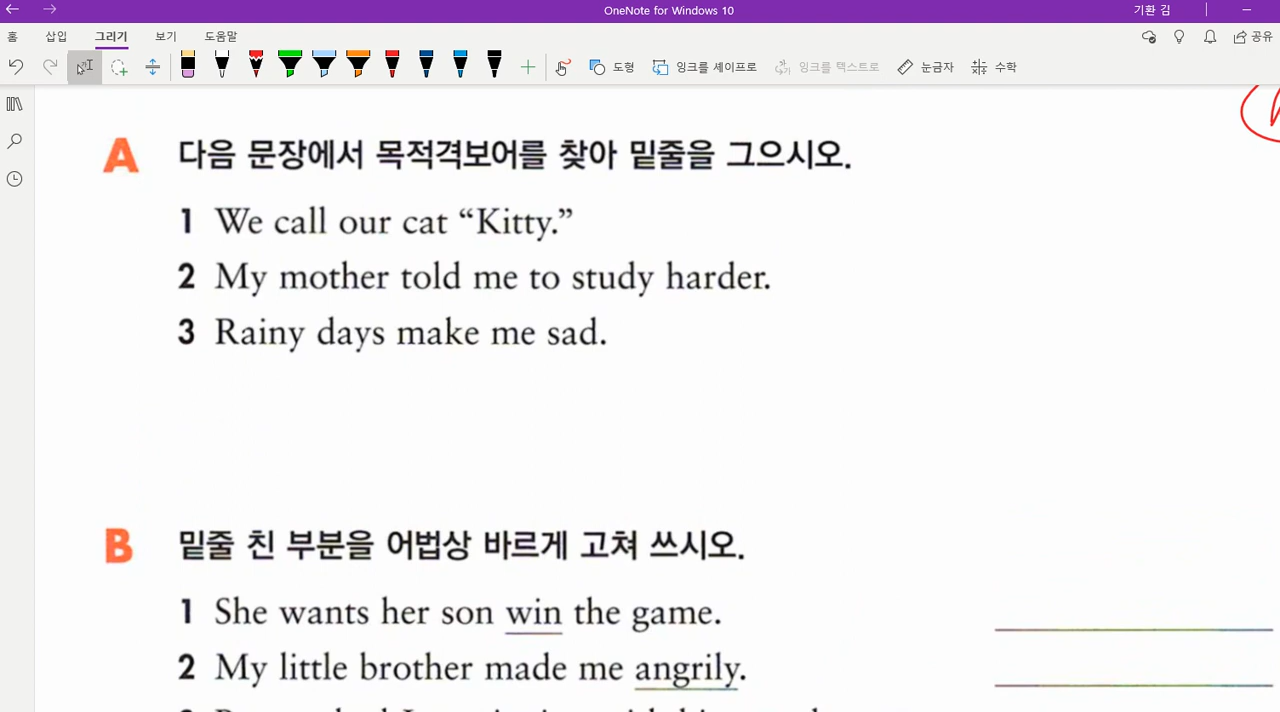 OneNote for Windows 10
기환 김
홈 삽입 그리기 보기 도움말
공유
도형 잉크를 셰이프로 잉크를 텍스트로 눈금자 수학
A 다음 문장에서 목적격보어를 찾아 밑줄을 그으시오.
1 We call our cat “Kitty.”
2 My mother told me to study harder.
3 Rainy days make me sad.
B 밑줄 친 부분을 어법상 바르게 고쳐 쓰시오.
1 She wants her son win the game.
2 My little brother made me angrily.